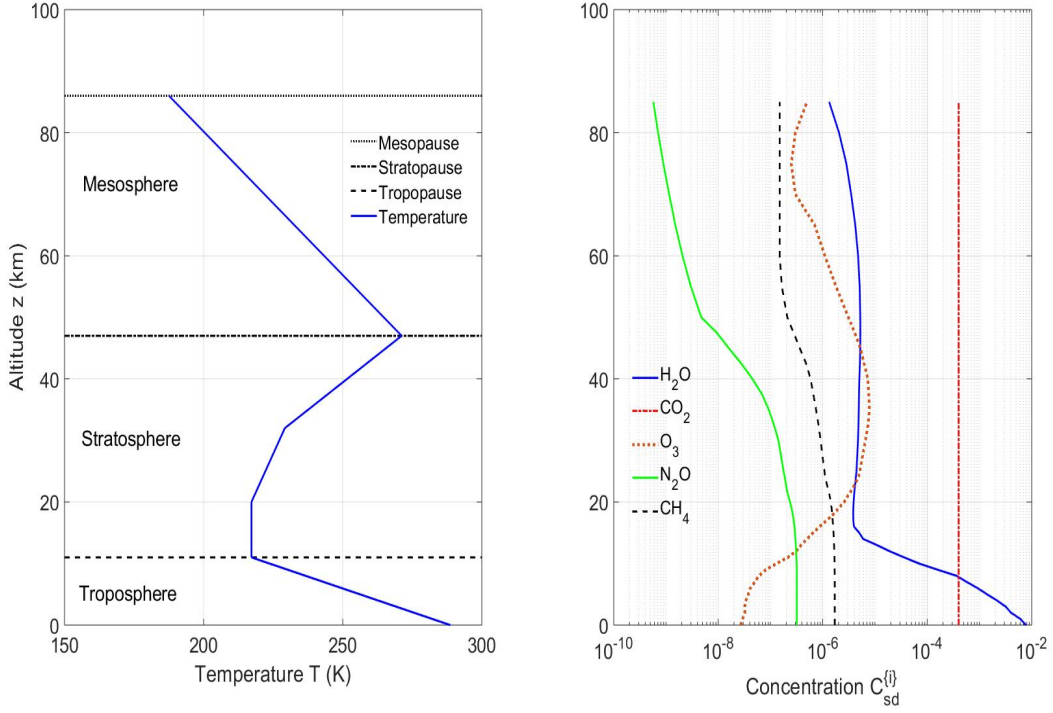 100
80
60
40
20
0
150
200
250
300
Altitude z (km)
Temperature T (K)
Mesosphere
Stratosphere
Troposphere
Mesopause
Stratopause
Tropopause
Temperature
100
80
60
40
20
0
10^-10
10^-8
10^-6
10^-4
10^-2
Concentration C_sd^{i}
H₂O
CO₂
O₃
N₂O
CH₄